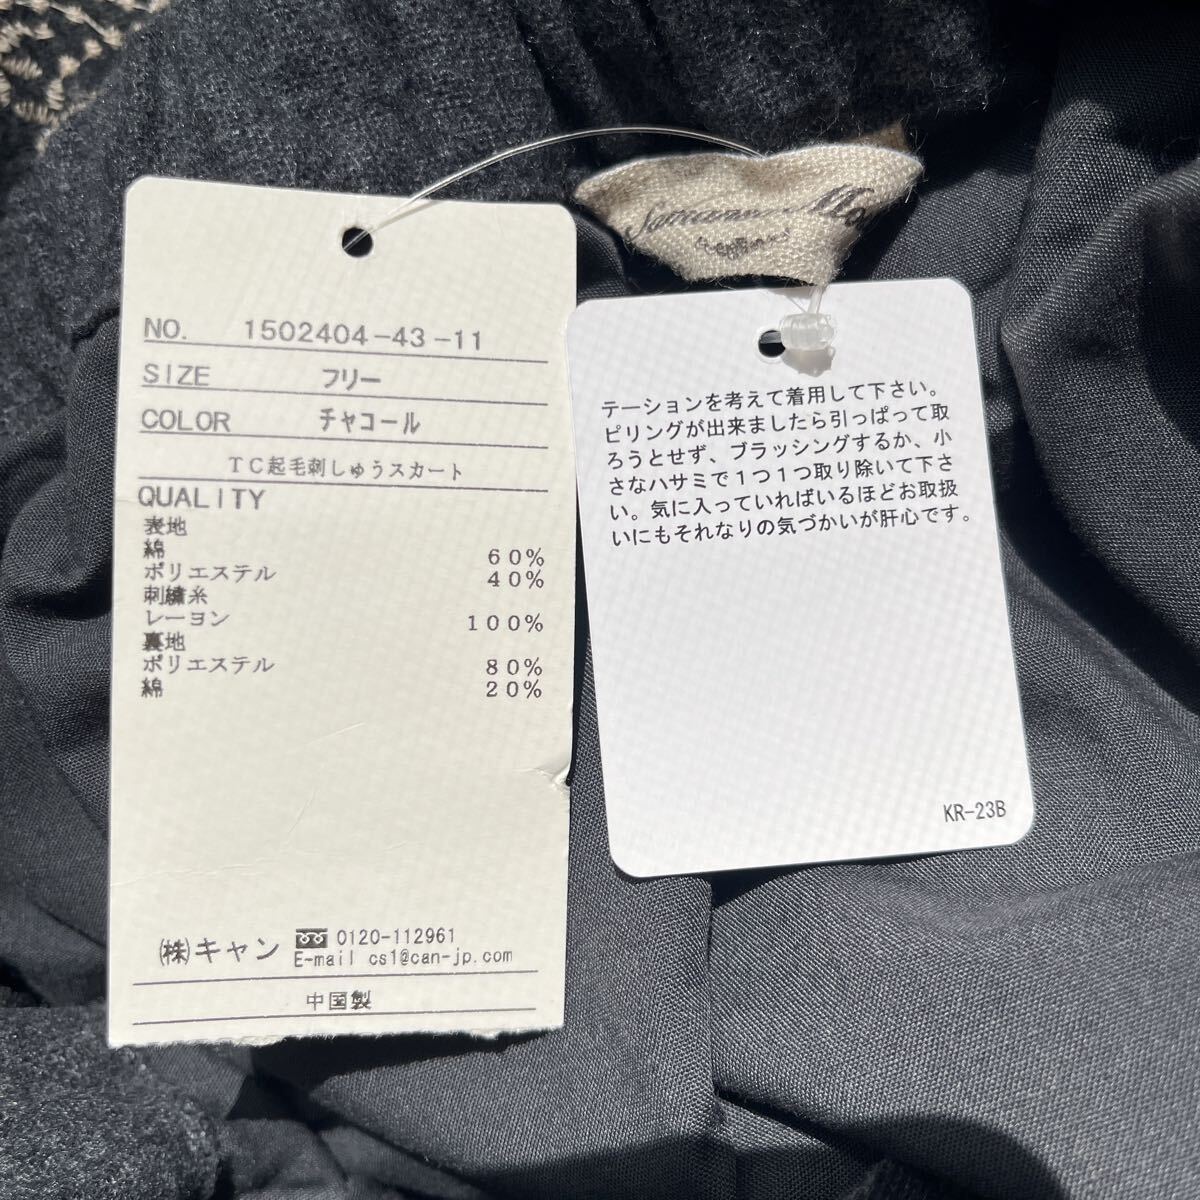 NO. 1502404-43-11
SIZE フリー
COLOR チャコール
TC起毛刺しゅうスカート
QUALITY
表地
綿 60%
ポリエステル 40%
刺繍糸
レーヨン 100%
裏地
ポリエステル 80%
綿 20%
㈱キャン 0120-112961
E-mail cs1@can-jp.com
中国製
テーションを考えて着用して下さい。
ピリングが出来ましたら引っぱって取
ろうとせず、ブラッシングするか、小
さなハサミで1つ1つ取り除いて下さ
い。気に入っていればいるほどお取扱
いにもそれなりの気づかいが肝心です。
KR-23B